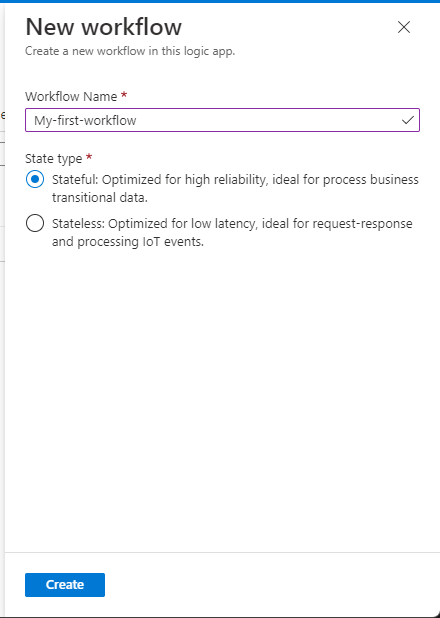 New workflow
Create a new workflow in this logic app.
Workflow Name *
My-first-workflow
State type *
Stateful: Optimized for high reliability, ideal for process business
transitional data.
Stateless: Optimized for low latency, ideal for request-response
and processing IoT events.
Create